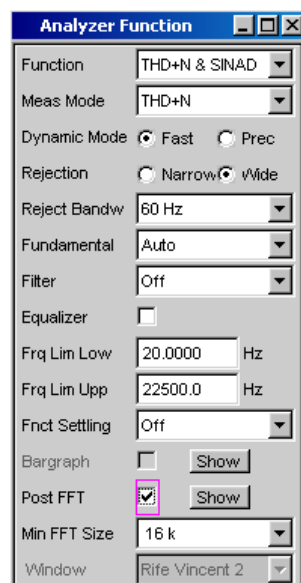 Analyzer Function
Function THD+N & SINAD
Meas Mode THD+N
Dynamic Mode Fast Prec
Rejection Narrow Wide
Reject Bandw 60 Hz
Fundamental Auto
Filter Off
Equalizer
Frq Lim Low 20.0000 Hz
Frq Lim Upp 22500.0 Hz
Fnct Settling Off
Bargraph Show
Post FFT Show
Min FFT Size 16 k
Window Rife Vincent 2